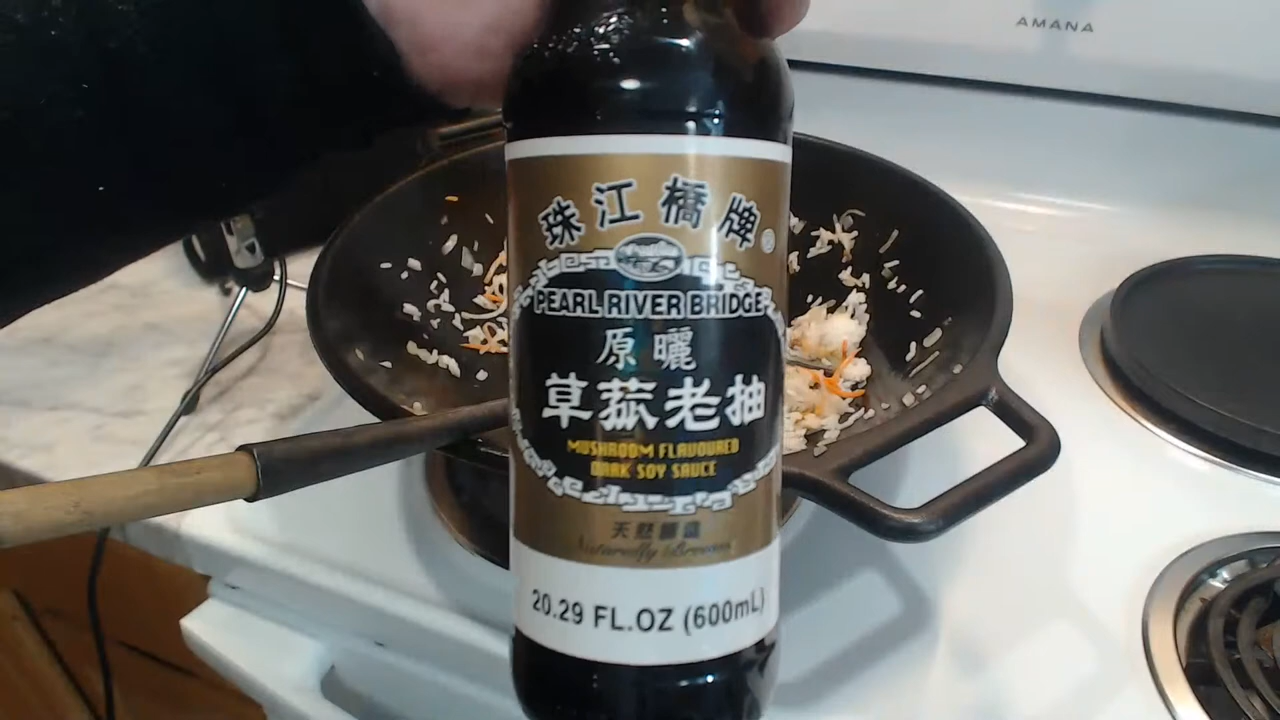 AMANA
珠江橋牌
PEARL RIVER BRIDGE
原曬
草菰老抽
MUSHROOM FLAVOURED
DARK SOY SAUCE
天然釀造
Naturally Brewed
20.29 FL.OZ (600mL)